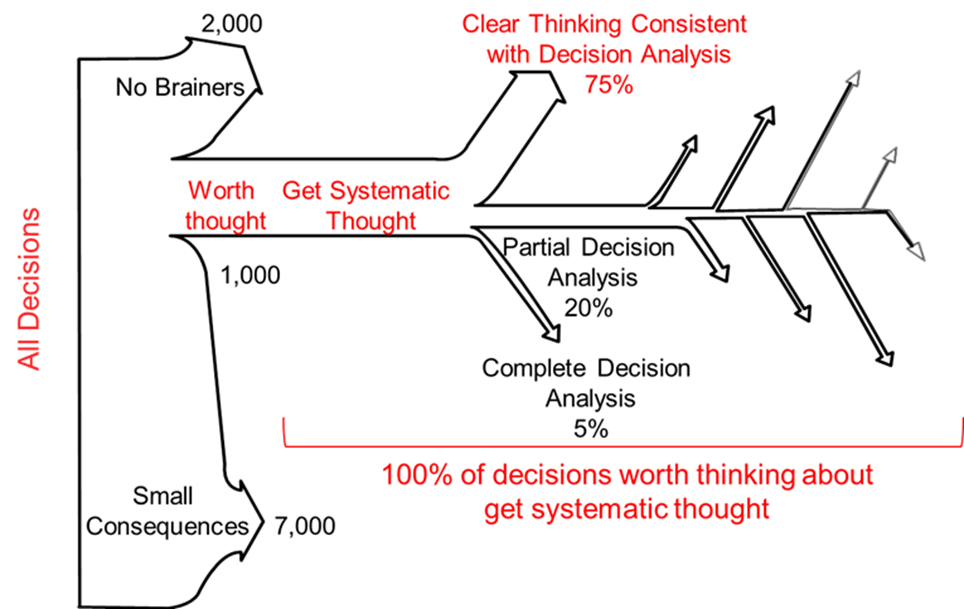 2,000
No Brainers
Clear Thinking Consistent
with Decision Analysis
75%
All Decisions
Worth
thought
Get Systematic
Thought
1,000
Partial Decision
Analysis
20%
Complete Decision
Analysis
5%
100% of decisions worth thinking about
get systematic thought
Small
Consequences
7,000